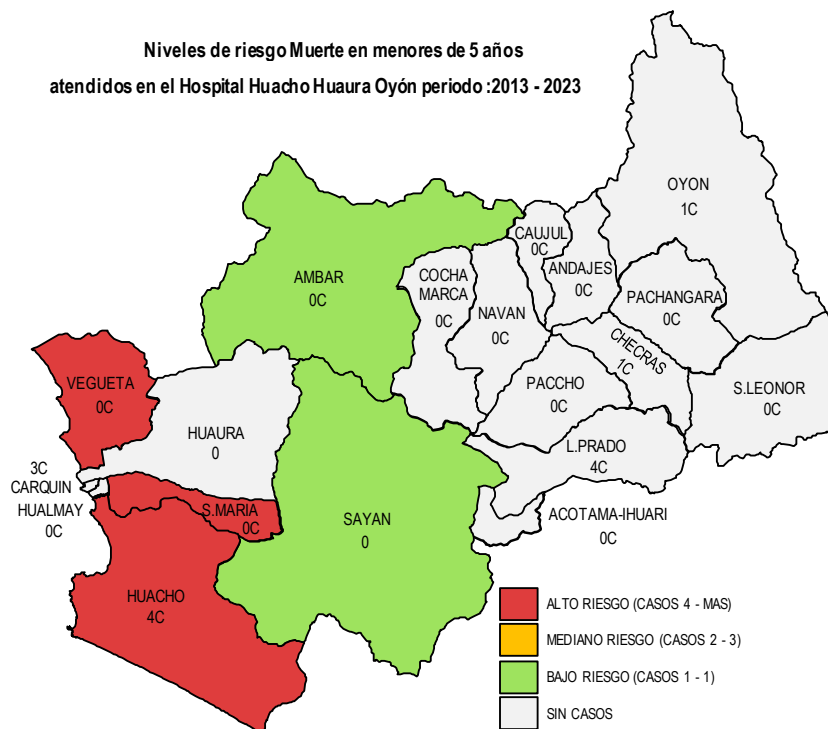 Niveles de riesgo Muerte en menores de 5 años
atendidos en el Hospital Huacho Huaura Oyón periodo :2013 - 2023
OYON
1C
CAUJUL
0C
ANDAJES
0C
AMBAR
0C
COCHA
MARCA
0C
NAVAN
0C
PACHANGARA
0C
CHECRAS
1C
VEGUETA
0C
PACCHO
0C
S.LEONOR
0C
HUAURA
0
L.PRADO
4C
3C
CARQUIN
HUALMAY
0C
S.MARIA
0C
SAYAN
0
ACOTAMA-IHUARI
0C
HUACHO
4C
ALTO RIESGO (CASOS 4 - MAS)
MEDIANO RIESGO (CASOS 2 - 3)
BAJO RIESGO (CASOS 1 - 1)
SIN CASOS